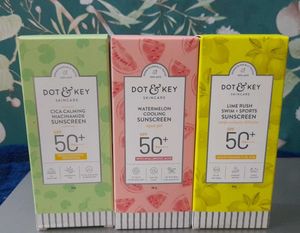 DOT & KEY
SKINCARE
CICA CALMING
NIACINAMIDE
SUNSCREEN
SPF
50+
DOT & KEY
SKINCARE
WATERMELON
COOLING
SUNSCREEN
SPF
50+
DOT & KEY
SKINCARE
LIME RUSH
SWIM + SPORTS
SUNSCREEN
SPF
50+